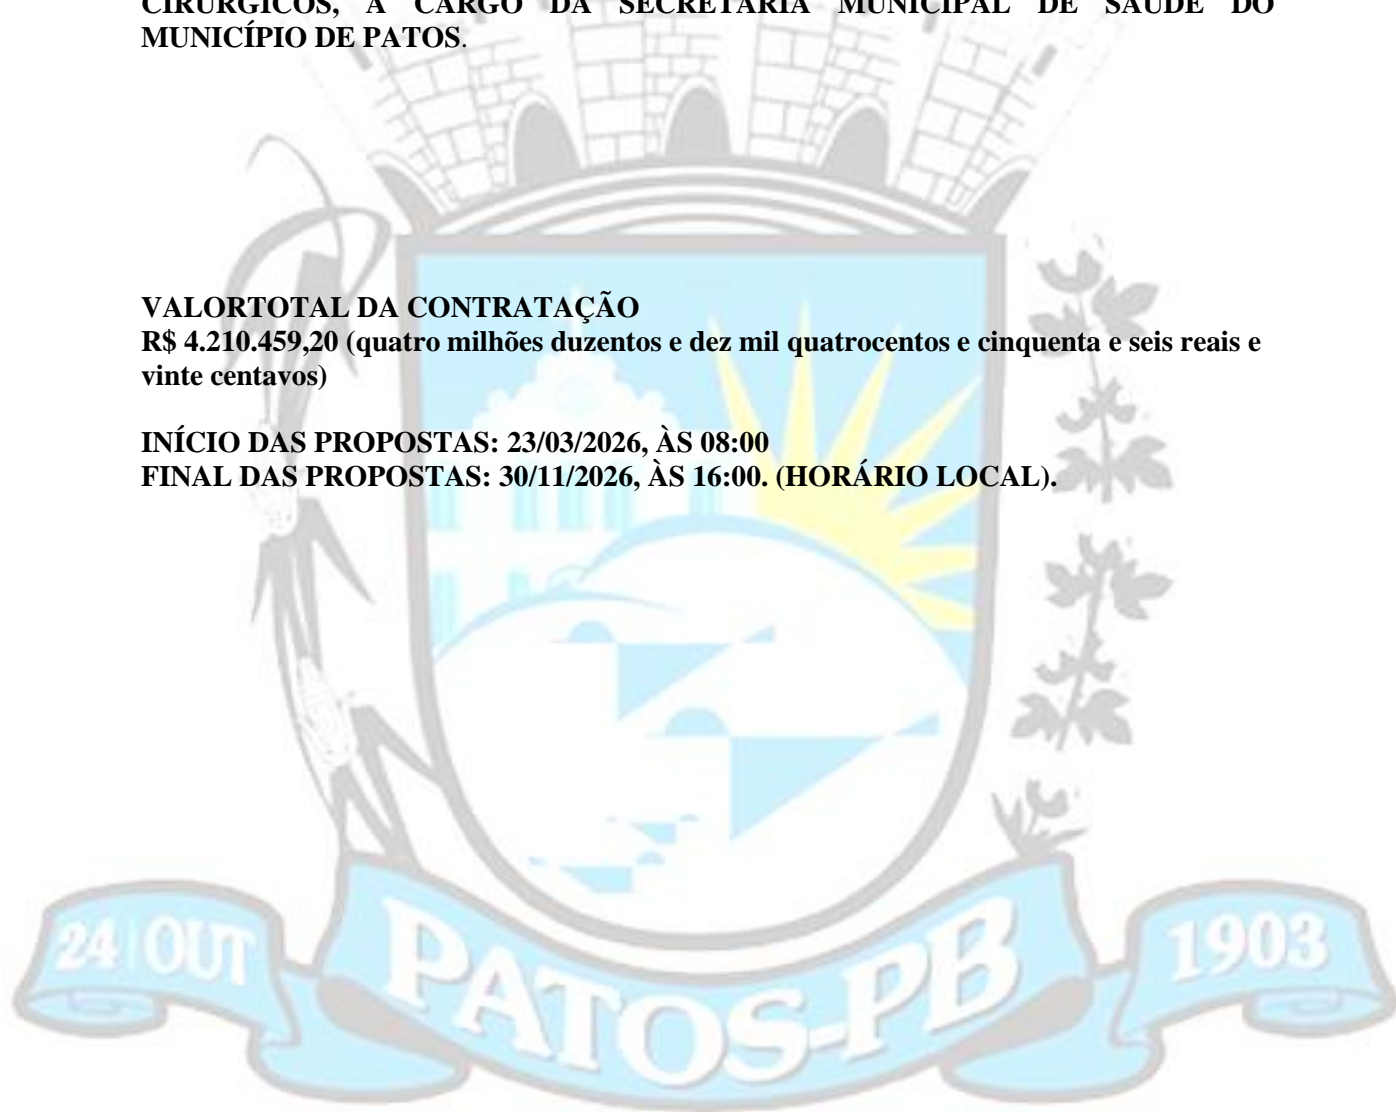 CIRÚRGICOS, A CARGO DA SECRETARIA MUNICIPAL DE SAÚDE DO
MUNICÍPIO DE PATOS.
VALORTOTAL DA CONTRATAÇÃO
R$ 4.210.459,20 (quatro milhões duzentos e dez mil quatrocentos e cinquenta e seis reais e
vinte centavos)
INÍCIO DAS PROPOSTAS: 23/03/2026, ÀS 08:00
FINAL DAS PROPOSTAS: 30/11/2026, ÀS 16:00. (HORÁRIO LOCAL).
24 OUT
PATOS-PB
1903